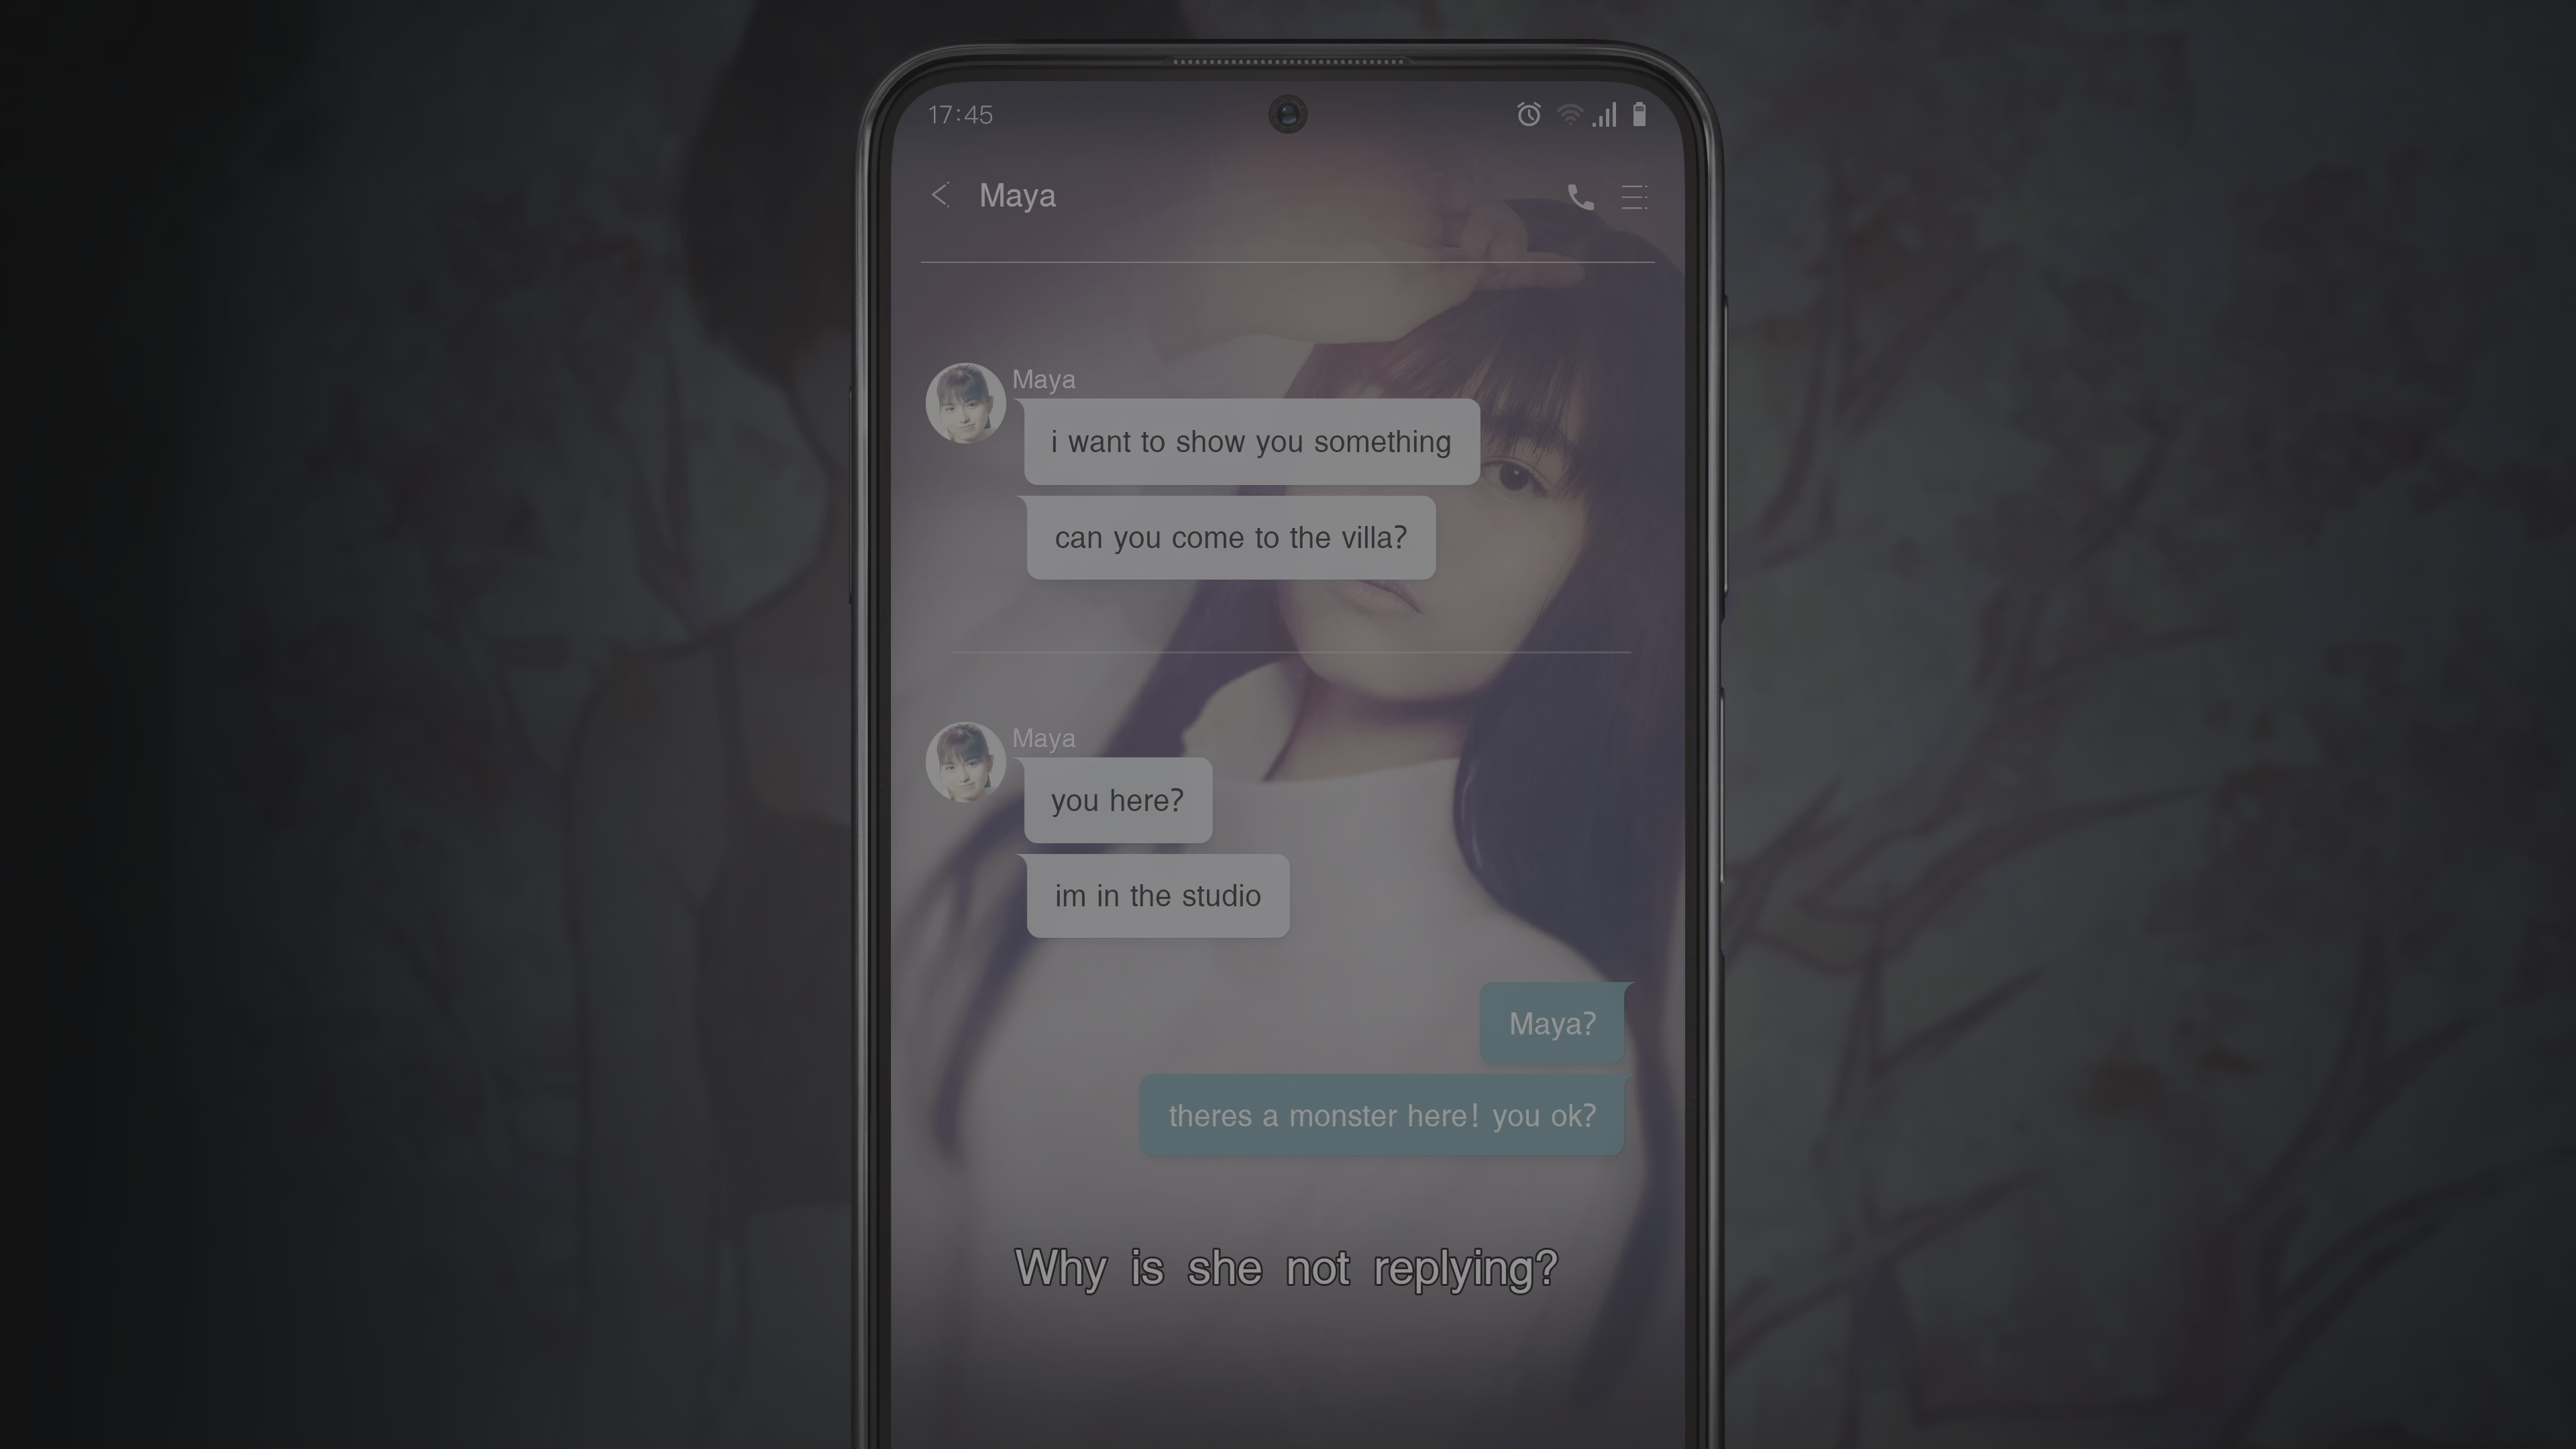 17:45
Maya
Maya
i want to show you something
can you come to the villa?
Maya
you here?
im in the studio
Maya?
theres a monster here! you ok?
Why is she not replying?